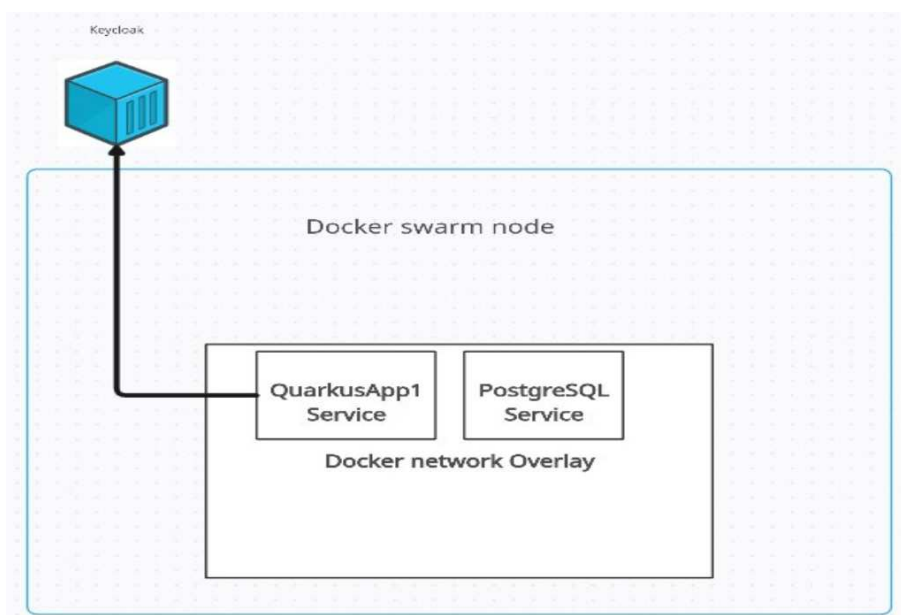 Keycloak
Docker swarm node
QuarkusApp1
Service
PostgreSQL
Service
Docker network Overlay